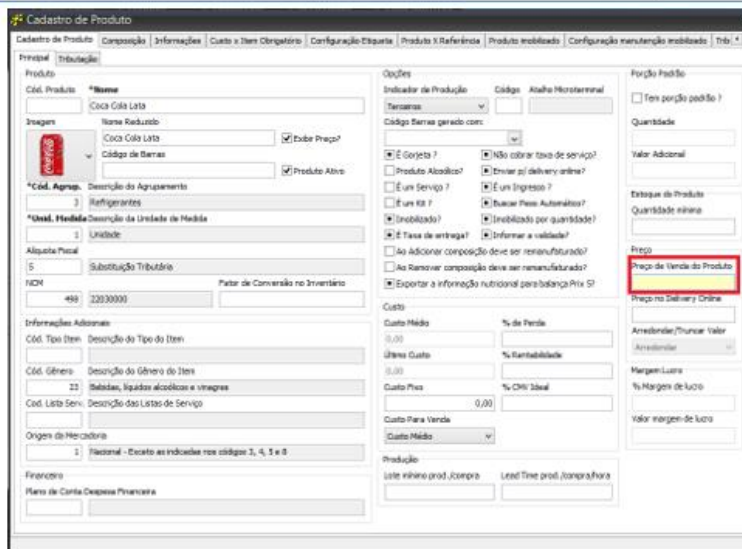 Cadastro de Produto
Cadastro de Produto Composição Informações Custo x Item Obrigatório Configuração Etiqueta Produto X Referência Produto imobilizado Configuração manutenção imobilizado Trib
Principal Tributação
Produto
Cód. Produto *Nome
Coca Cola Lata
Imagem Nome Reduzido
Coca Cola Lata Exibir Preço?
Código de Barras
Produto Ativo
*Cód. Agrup. Descrição do Agrupamento
3 Refrigerantes
*Unid. Medida Descrição da Unidade de Medida
1 Unidade
Aliquota Fiscal
S Substituição Tributária
NCM Fator de Conversão no Inventário
498 22030000
Informações Adicionais
Cód. Tipo Item Descrição do Tipo do Item
Cód. Gênero Descrição do Gênero do Item
23 Bebidas, líquidos alcoólicos e vinagres
Cod. Lista Serv. Descrição das Listas de Serviço
Origem da Mercadoria
1 Nacional - Exceto as indicadas nos códigos 3, 4, 5 e 8
Financeiro
Plano de Conta Despesa Financeira
Opções
Indicador de Produção Código Atalho Microterminal
Terceiros
Código Barras gerado com:
É Gorjeta ? Não cobrar taxa de serviço?
Produto Alcoólico? Enviar p/ delivery online?
É um Serviço ? É um Ingresso ?
É um Kit ? Buscar Peso Automático?
Imobilizado? Imobilizado por quantidade?
É Taxa de entrega? Informar a validade?
Ao Adicionar composição deve ser remanufaturado?
Ao Remover composição deve ser remanufaturado?
Exportar a informação nutricional para balança Prix 5?
Custo
Custo Médio % de Perda
0,00
Último Custo % Rentabilidade
0,00
Custo Fixo % CMV Ideal
0,00
Custo Para Venda
Custo Médio
Produção
Lote mínimo prod./compra Lead Time prod./compra/hora
Porção Padrão
Tem porção padrão ?
Quantidade
Valor Adicional
Estoque do Produto
Quantidade mínima
Preço
Preço de Venda do Produto
Preço no Delivery Online
Arredondar/Truncar Valor
Arredondar
Margem Lucro
% Margem de lucro
Valor margem de lucro